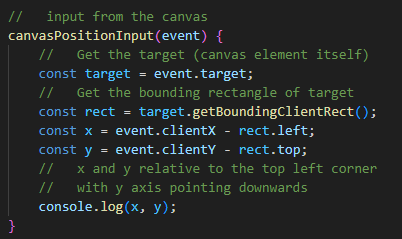 //   input from the canvas
canvasPositionInput(event) {
    //   Get the target (canvas element itself)
    const target = event.target;
    //   Get the bounding rectangle of target
    const rect = target.getBoundingClientRect();
    const x = event.clientX - rect.left;
    const y = event.clientY - rect.top;
    //   x and y relative to the top left corner
    //   with y axis pointing downwards
    console.log(x, y);
}